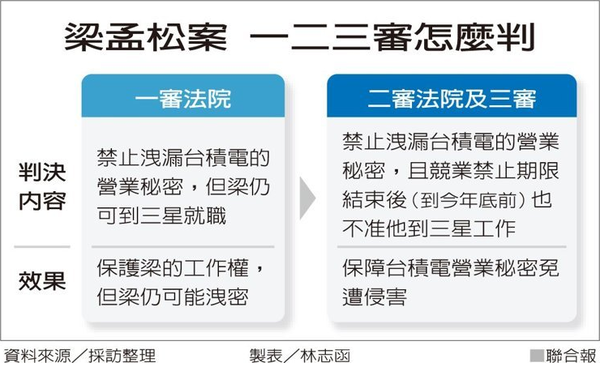 梁孟松案 一二三審怎麼判
一審法院
二審法院及三審
判決
內容
禁止洩漏台積電的
營業秘密,但梁仍
可到三星就職
禁止洩漏台積電的營業
秘密,且競業禁止期限
結束後(到今年底前)也
不准他到三星工作
效果
保護梁的工作權,
但梁仍可能洩密
保障台積電營業秘密免
遭侵害
資料來源/採訪整理
製表/林志函
■聯合報